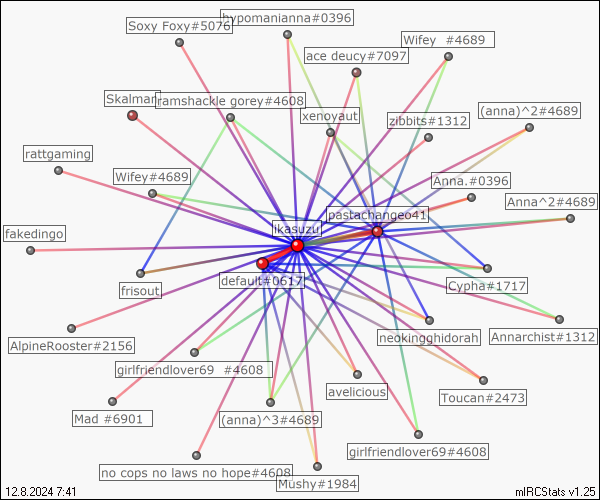 Soxy Foxy#5076
hypomanianna#0396
ace deucy#7097
Wifey  #4689
Skalman
ramshackle gorey#4608
xenoyaut
zibbits#1312
(anna)^2#4689
rattgaming
Wifey#4689
Anna.#0396
Anna^2#4689
fakedingo
likasuzu
pastachangeo41
frisout
default#0617
Cypha#1717
AlpineRooster#2156
neokingghidorah
Annarchist#1312
girlfriendlover69  #4608
avelicious
Toucan#2473
Mad #6901
(anna)^3#4689
girlfriendlover69#4608
no cops no laws no hope#4608
Mushy#1984
12.8.2024 7:41
mIRCStats v1.25